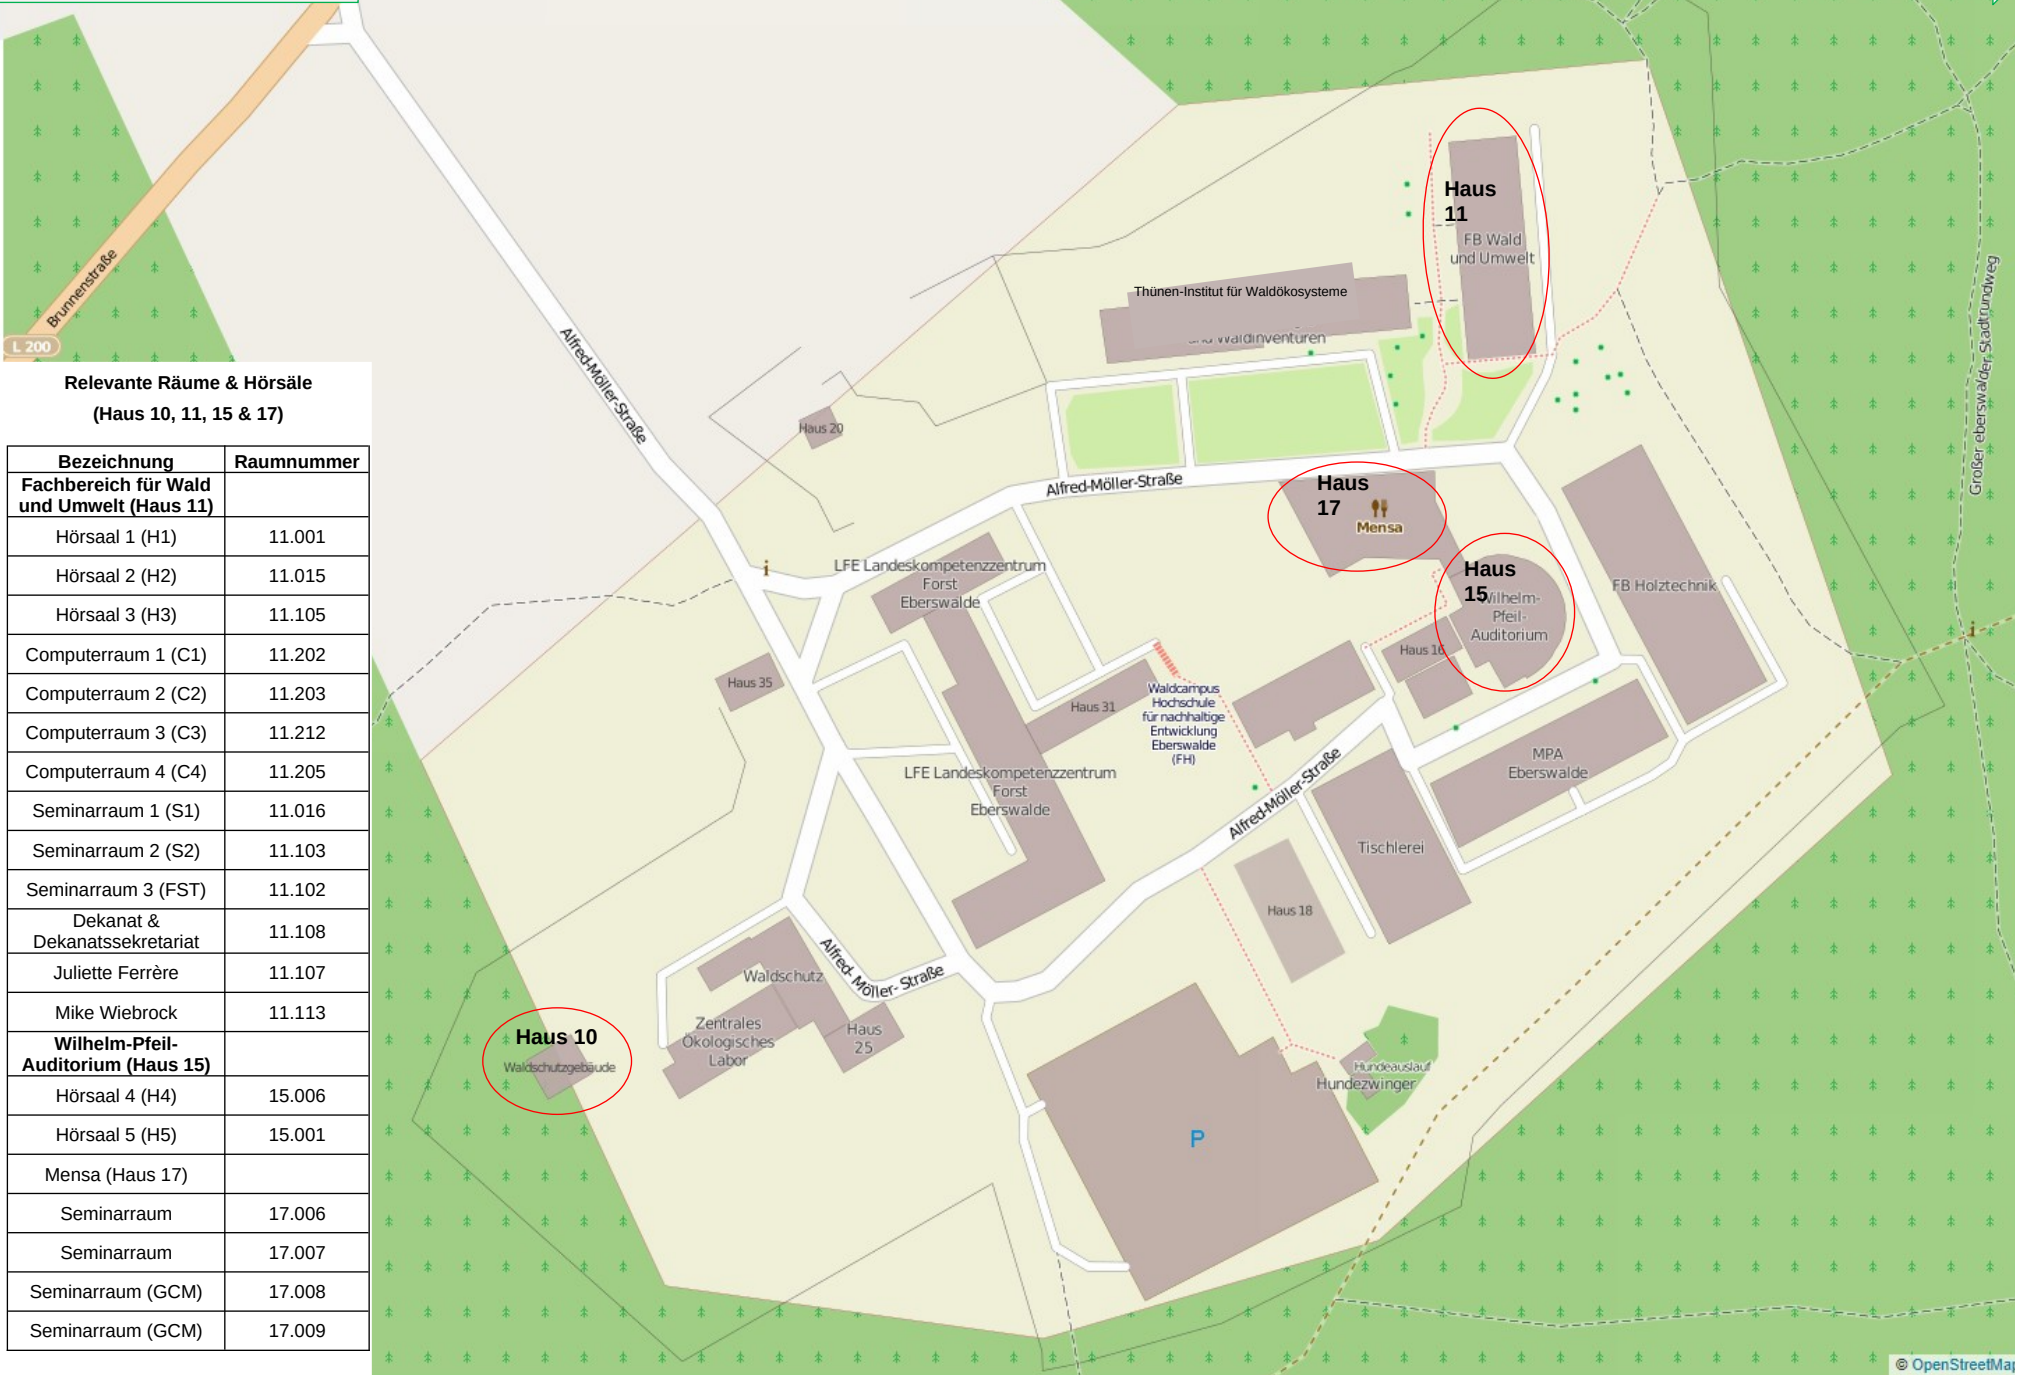 Brunnenstraße
L 200
Relevante Räume & Hörsäle
(Haus 10, 11, 15 & 17)
Bezeichnung Raumnummer
Fachbereich für Wald
und Umwelt (Haus 11)
Hörsaal 1 (H1) 11.001
Hörsaal 2 (H2) 11.015
Hörsaal 3 (H3) 11.105
Computerraum 1 (C1) 11.202
Computerraum 2 (C2) 11.203
Computerraum 3 (C3) 11.212
Computerraum 4 (C4) 11.205
Seminarraum 1 (S1) 11.016
Seminarraum 2 (S2) 11.103
Seminarraum 3 (FST) 11.102
Dekanat &
Dekanatssekretariat 11.108
Juliette Ferrère 11.107
Mike Wiebrock 11.113
Wilhelm-Pfeil-
Auditorium (Haus 15)
Hörsaal 4 (H4) 15.006
Hörsaal 5 (H5) 15.001
Mensa (Haus 17)
Seminarraum 17.006
Seminarraum 17.007
Seminarraum (GCM) 17.008
Seminarraum (GCM) 17.009
Haus
11
FB Wald
und Umwelt
Thünen-Institut für Waldökosysteme
und Waldinventuren
Großer eberswalder Stadtrundweg
Alfred-Möller-Straße
Haus 20
Alfred-Möller-Straße
Haus
17
Mensa
Haus
15
Wilhelm-
Pfeil-
Auditorium
FB Holztechnik
i
LFE Landeskompetenzzentrum
Forst
Eberswalde
Haus 16
i
Haus 35
Haus 31
Waldcampus
Hochschule
für nachhaltige
Entwicklung
Eberswalde
(FH)
MPA
Eberswalde
LFE Landeskompetenzzentrum
Forst
Eberswalde
Alfred-Möller-Straße
Tischlerei
Haus 18
Alfred- Möller- Straße
Waldschutz
Zentrales
Ökologisches
Labor
Haus
25
Haus 10
Waldschutzgebäude
Hundeauslauf
Hundezwinger
P
© OpenStreetMap